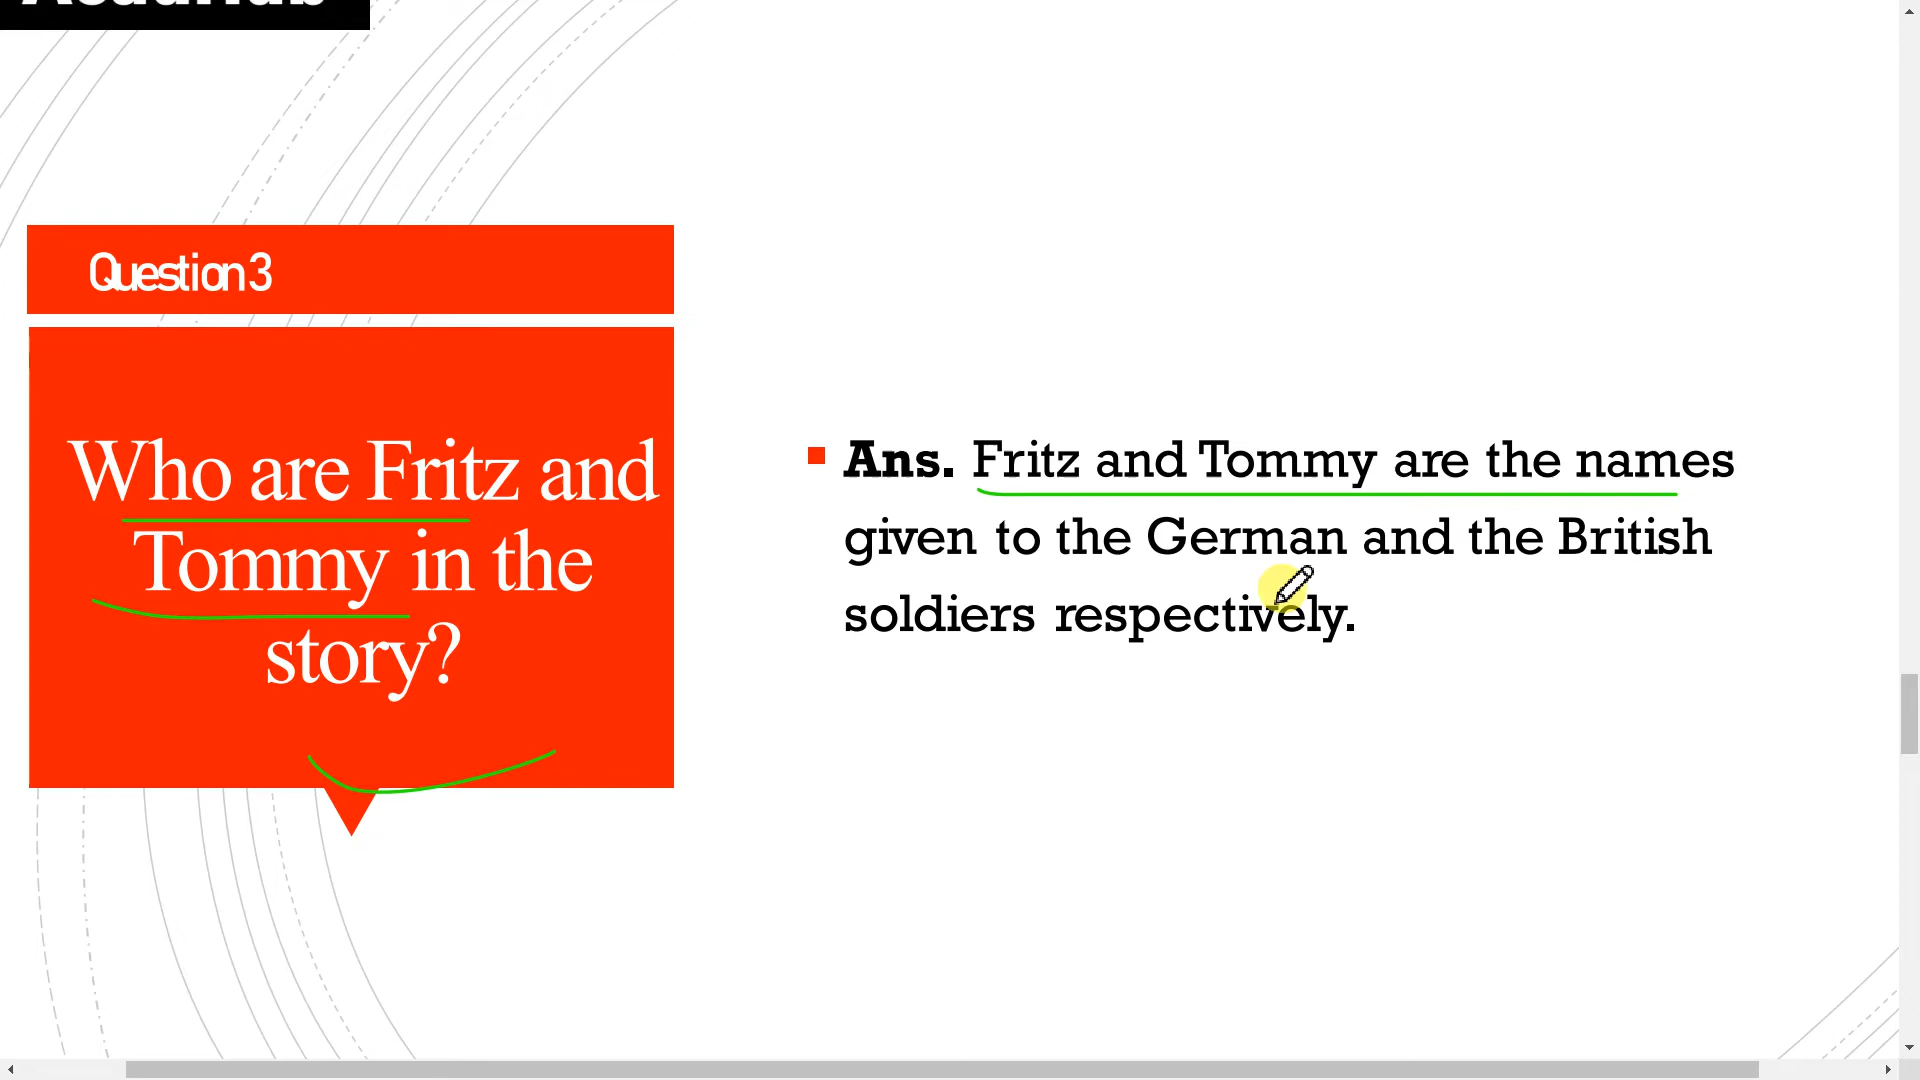 Question 3
Who are Fritz and
Tommy in the
story?
Ans. Fritz and Tommy are the names
given to the German and the British
soldiers respectively.